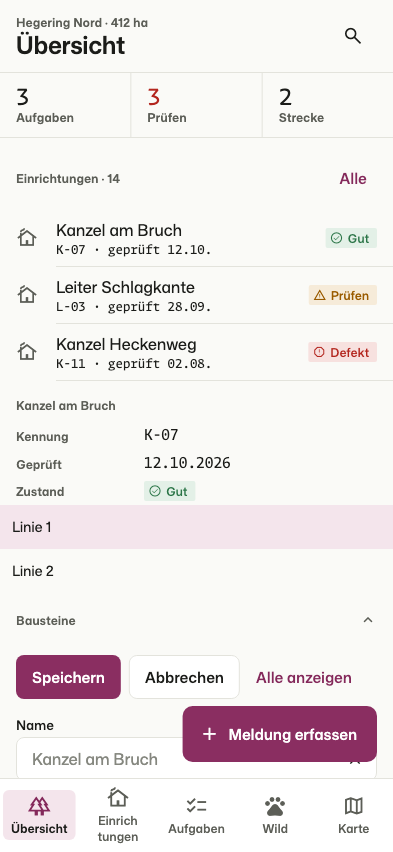 Hegering Nord · 412 ha
Übersicht
3
Aufgaben
3
Prüfen
2
Strecke
Einrichtungen · 14
Alle
Kanzel am Bruch
K-07 · geprüft 12.10.
Gut
Leiter Schlagkante
L-03 · geprüft 28.09.
Prüfen
Kanzel Heckenweg
K-11 · geprüft 02.08.
Defekt
Kanzel am Bruch
Kennung K-07
Geprüft 12.10.2026
Zustand Gut
Linie 1
Linie 2
Bausteine
Speichern Abbrechen Alle anzeigen
Name
+ Meldung erfassen
Kanzel am Bruch
Übersicht
Einrich
tungen
Aufgaben
Wild
Karte